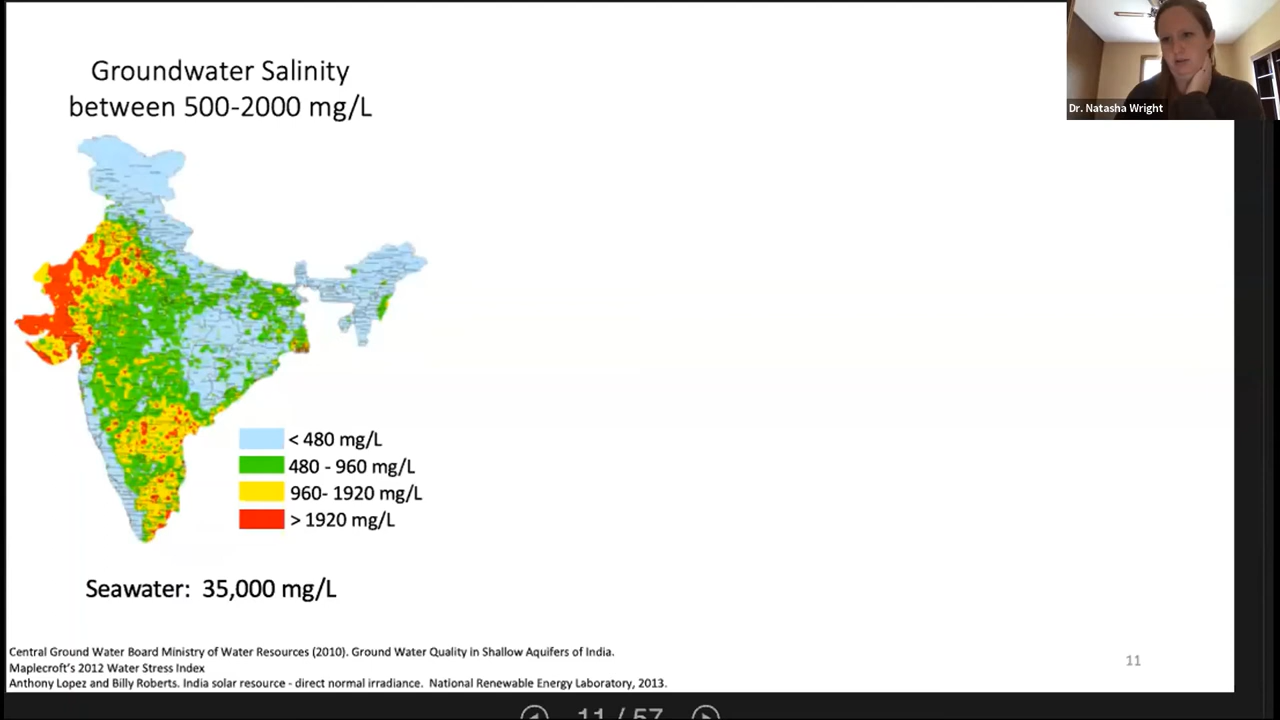 Groundwater Salinity
between 500-2000 mg/L
Dr. Natasha Wright
< 480 mg/L
480 - 960 mg/L
960- 1920 mg/L
> 1920 mg/L
Seawater: 35,000 mg/L
Central Ground Water Board Ministry of Water Resources (2010). Ground Water Quality in Shallow Aquifers of India.
Maplecroft's 2012 Water Stress Index
Anthony Lopez and Billy Roberts. India solar resource - direct normal irradiance. National Renewable Energy Laboratory, 2013.
11
11 / 57